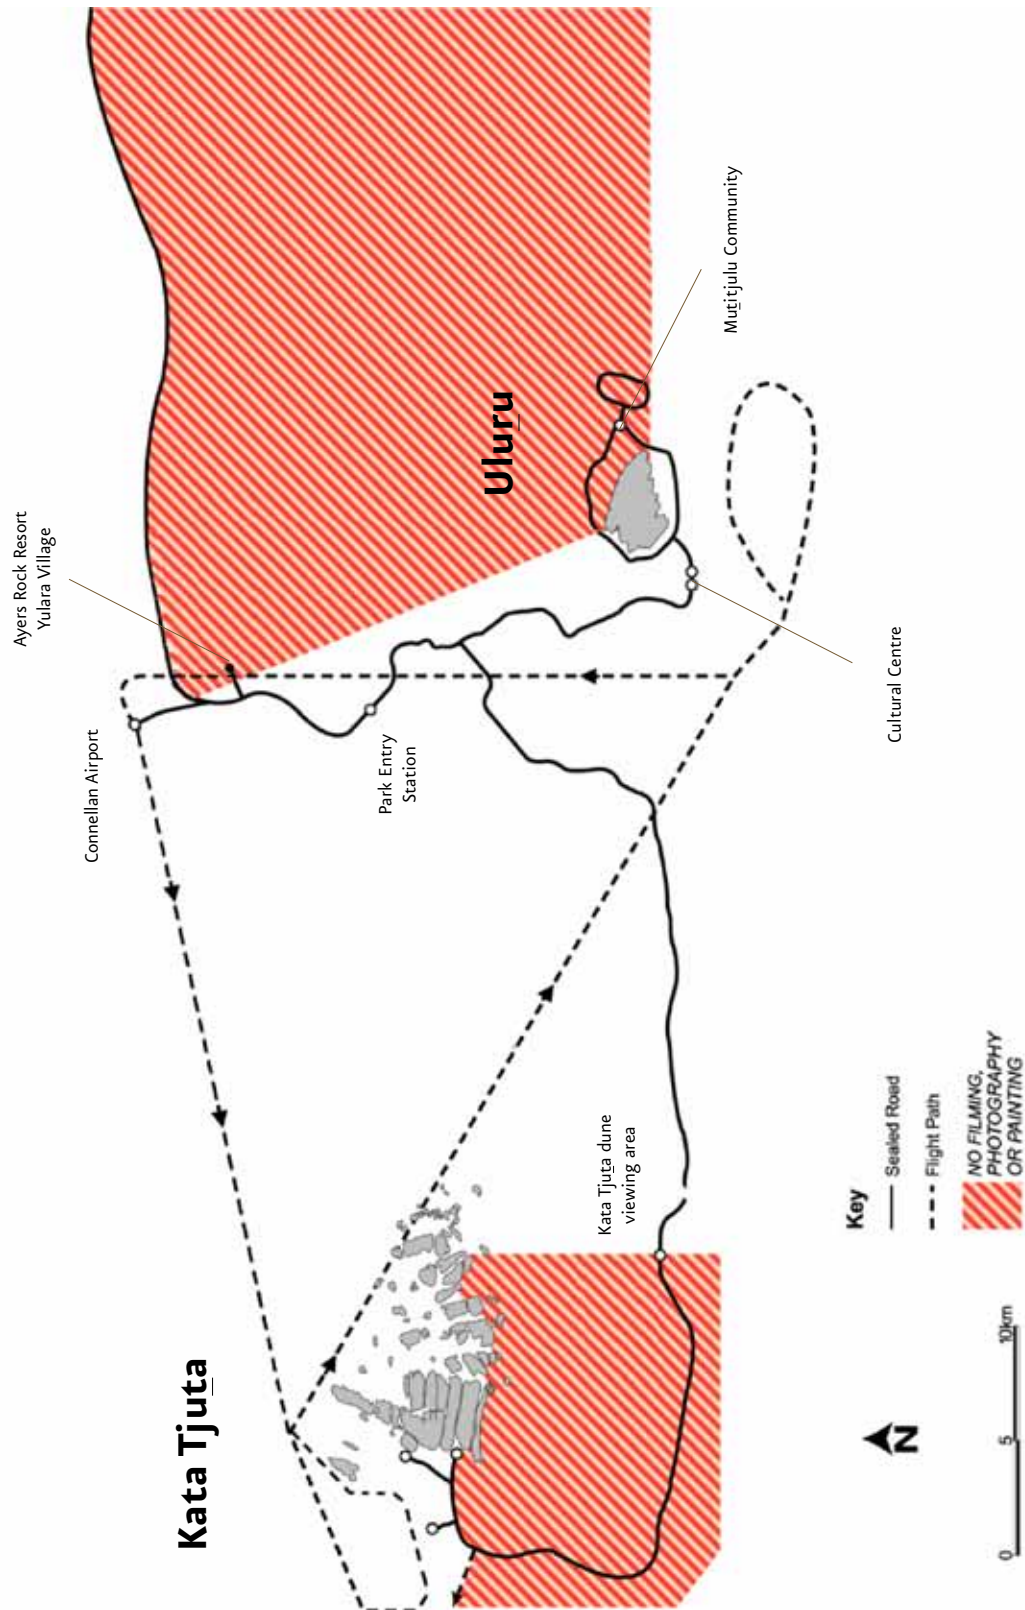 Ayers Rock Resort
Yulara Village
Connellan Airport
Kata Tjuṯa
Park Entry
Station
Uluṟu
Kata Tjuṯa dune
viewing area
Muṯitjulu Community
Cultural Centre
Key
Sealed Road
Flight Path
NO FILMING,
PHOTOGRAPHY
OR PAINTING
N
0 5 10km